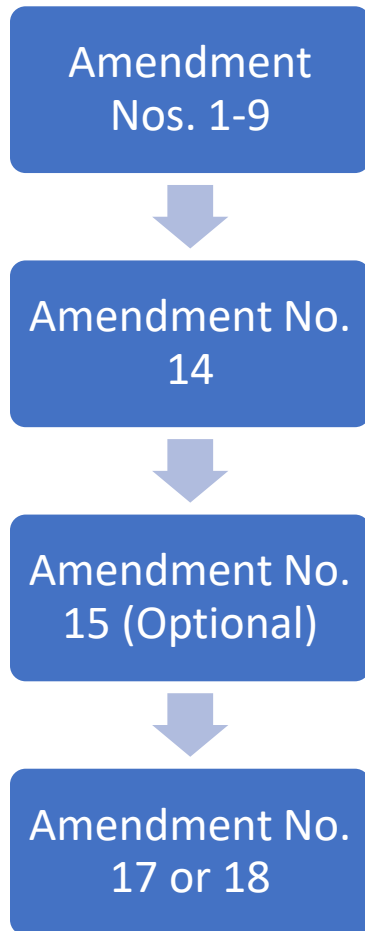 Amendment
Nos. 1-9
Amendment No.
14
Amendment No.
15 (Optional)
Amendment No.
17 or 18